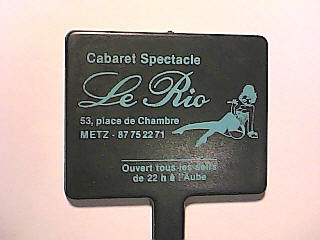 Cabaret Spectacle
Le Rio
53, place de Chambre
METZ - 87 75 22 71
Ouvert tous les soirs
de 22 h à l'Aube